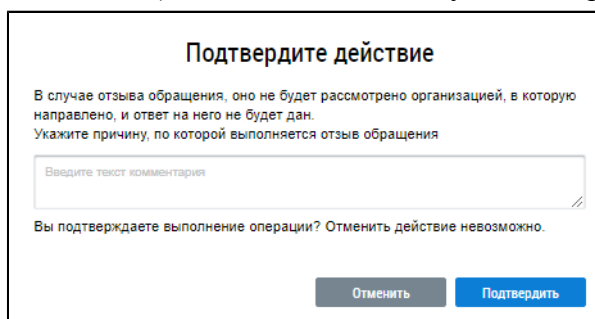 Подтвердите действие
В случае отзыва обращения, оно не будет рассмотрено организацией, в которую
направлено, и ответ на него не будет дан.
Укажите причину, по которой выполняется отзыв обращения
Введите текст комментария
Вы подтверждаете выполнение операции? Отменить действие невозможно.
Отменить Подтвердить